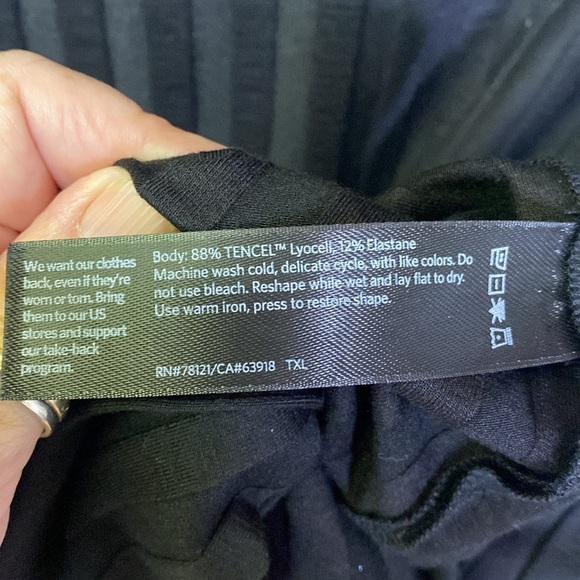 We want our clothes
back, even if they're
worn or torn. Bring
them to our US
stores and support
our take-back
program.
Body: 88% TENCEL™ Lyocell, 12% Elastane
Machine wash cold, delicate cycle, with like colors. Do
not use bleach. Reshape while wet and lay flat to dry.
Use warm iron, press to restore shape.
RN#78121/CA#63918 TXL